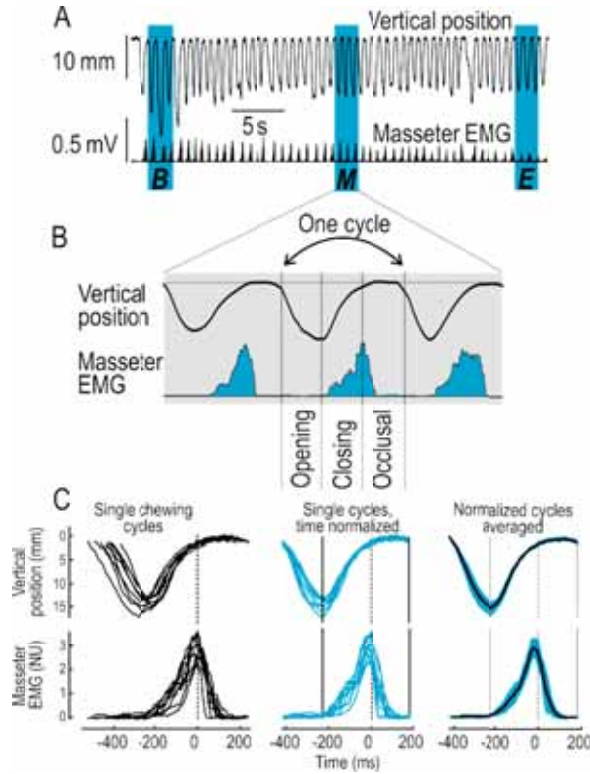 A
Vertical position
10 mm
5 s
0.5 mV
Masseter EMG
B
M
E
B
One cycle
Vertical
position
Masseter
EMG
Opening
Closing
Occlusal
C
Single chewing
cycles
Single cycles,
time normalized
Normalized cycles
averaged
Vertical
position (mm)
0
5
10
15
Masseter
EMG (NU)
3
2
1
0
-400 -200 0 200
-400 -200 0 200
-400 -200 0 200
Time (ms)